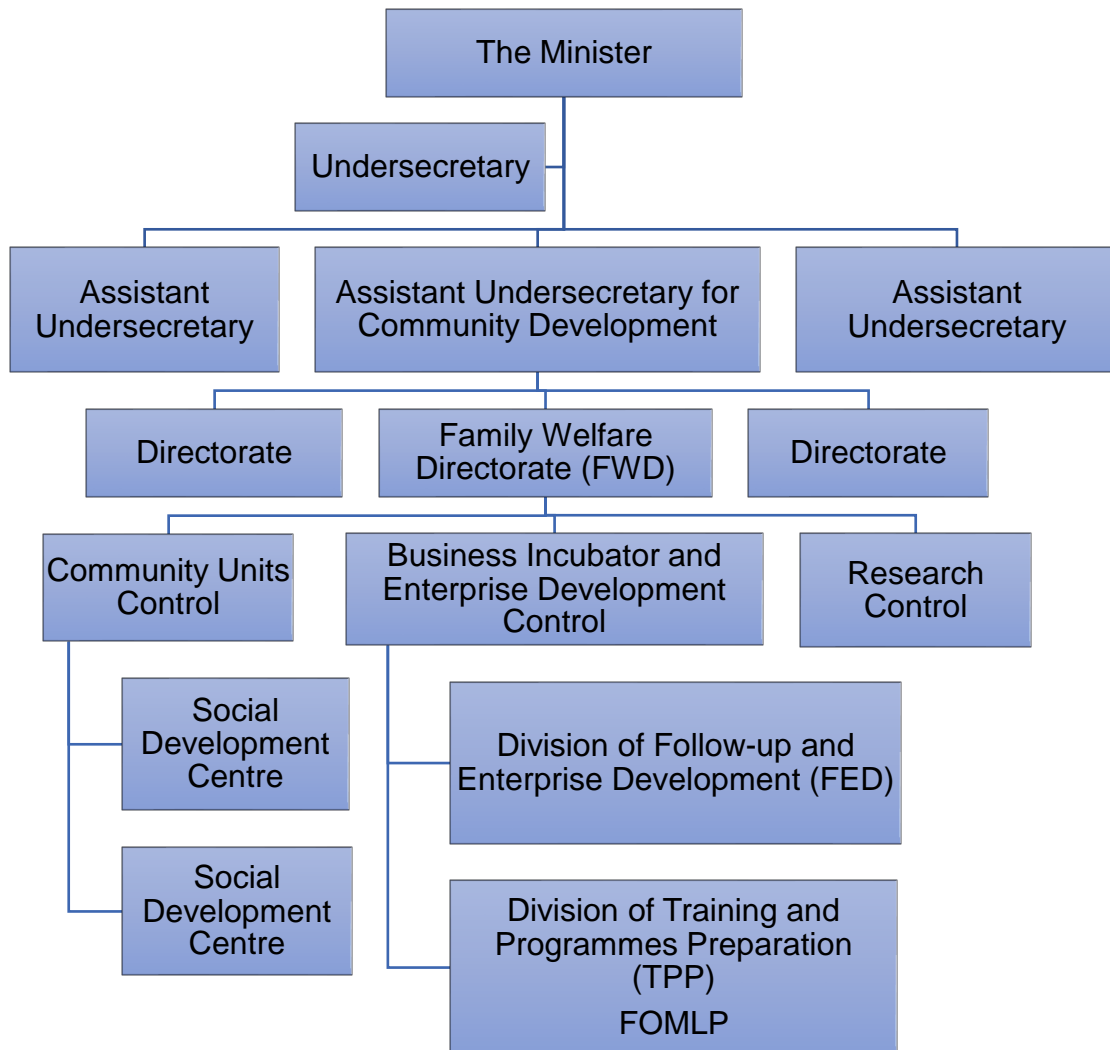 The Minister
Undersecretary
Assistant
Undersecretary
Assistant Undersecretary for
Community Development
Assistant
Undersecretary
Directorate
Family Welfare
Directorate (FWD)
Directorate
Community Units
Control
Business Incubator and
Enterprise Development
Control
Research
Control
Social
Development
Centre
Division of Follow-up and
Enterprise Development (FED)
Social
Development
Centre
Division of Training and
Programmes Preparation
(TPP)
FOMLP